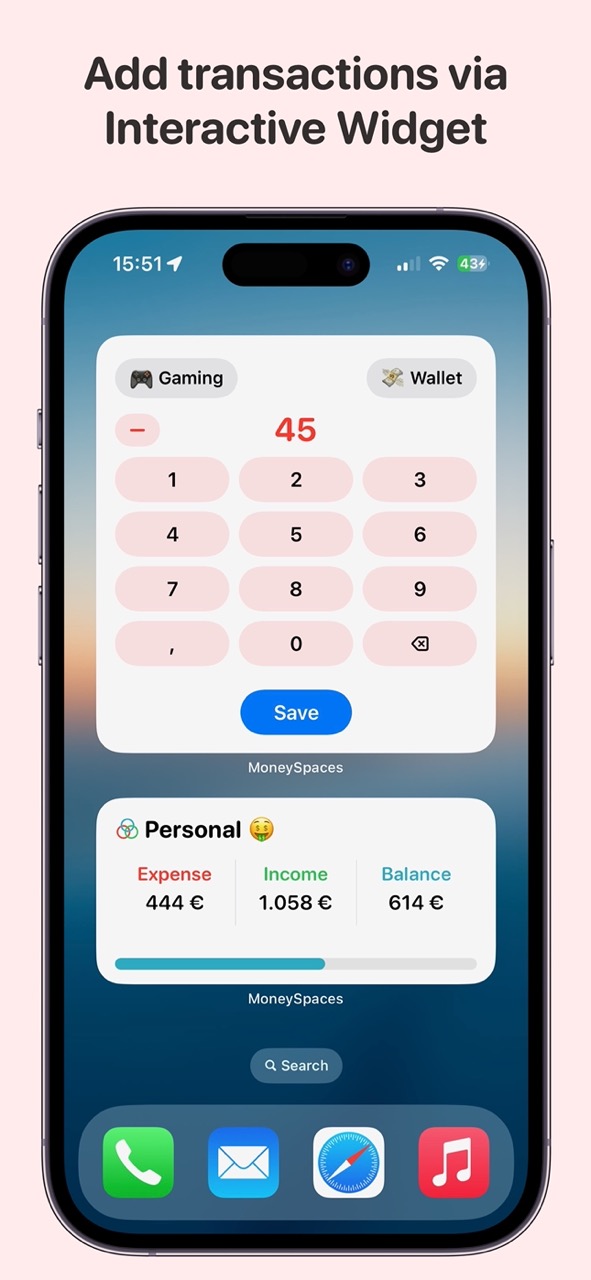 Add transactions via
Interactive Widget
15:51
43
Gaming
Wallet
−
45
1
2
3
4
5
6
7
8
9
,
0
Save
MoneySpaces
Personal
Expense
Income
Balance
444 €
1.058 €
614 €
MoneySpaces
Search